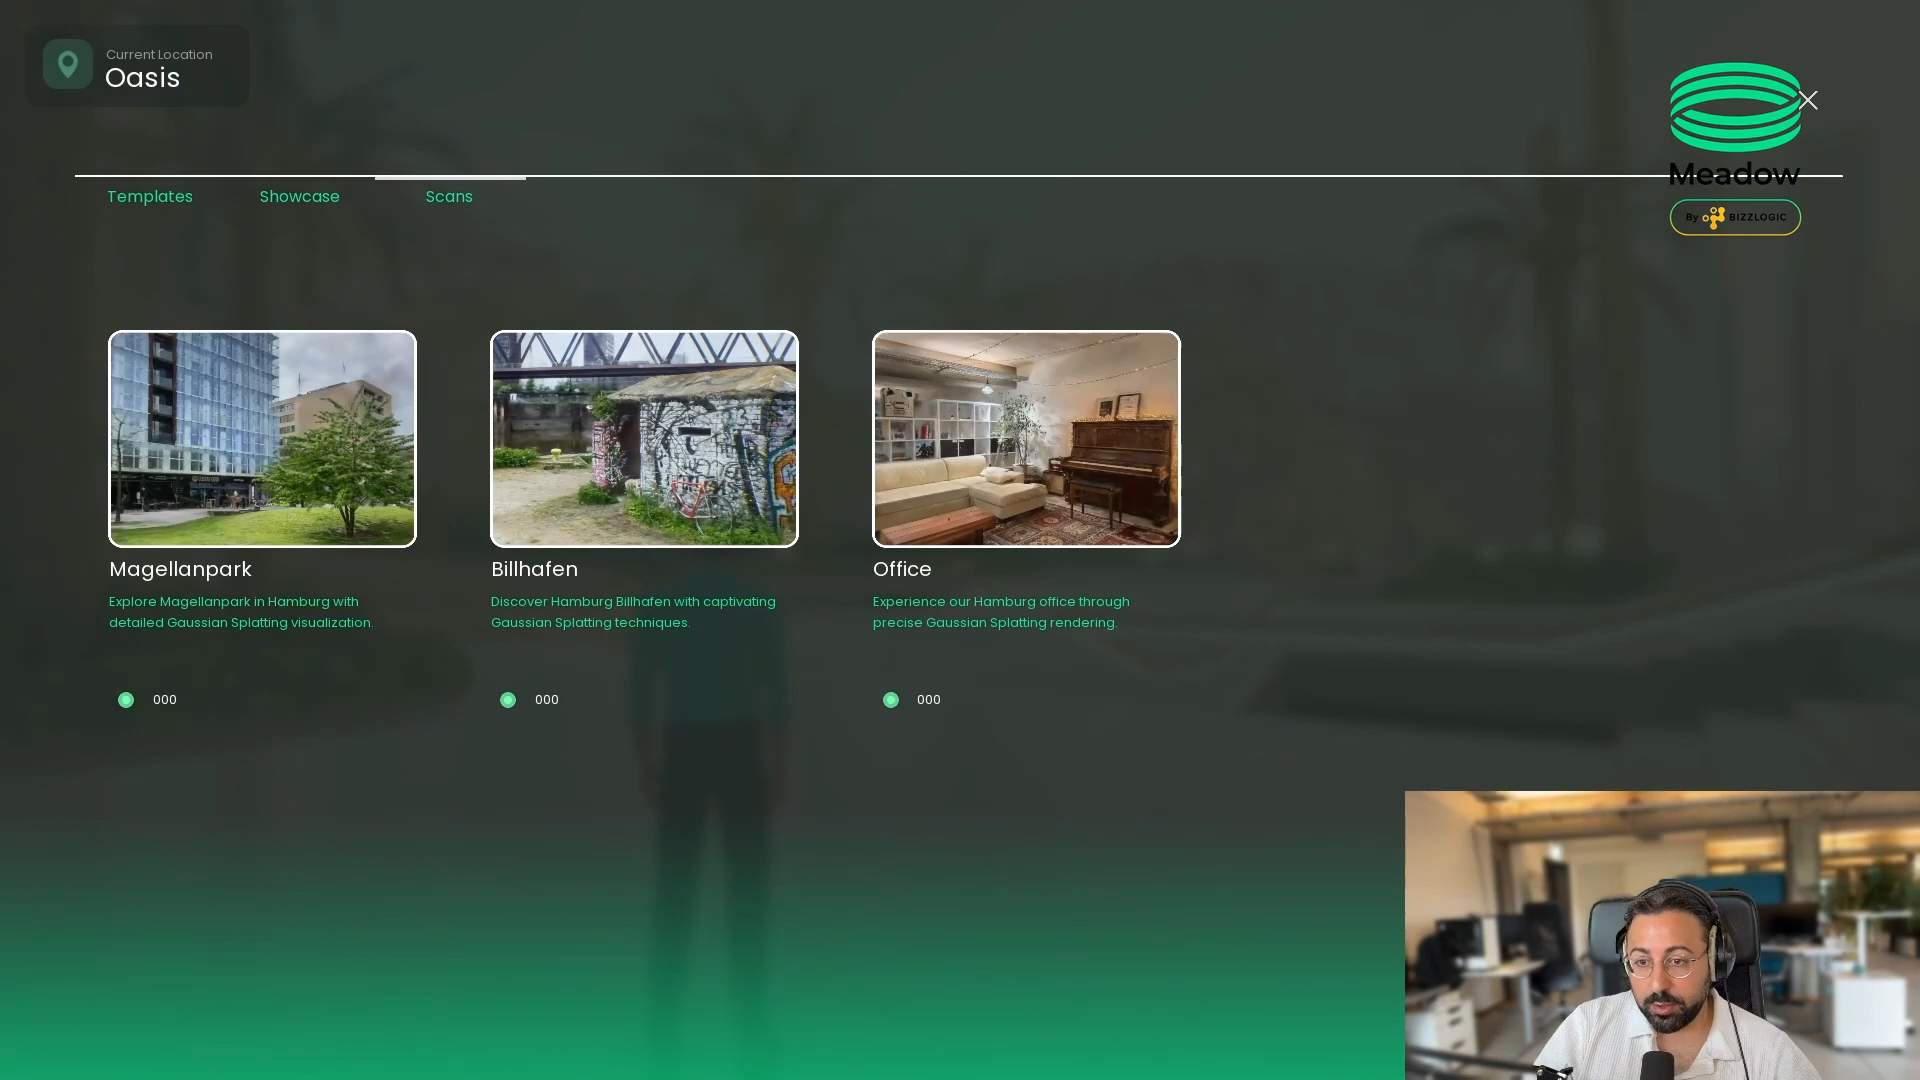 Current Location
Oasis
Meadow
By BIZZLOGIC
Templates
Showcase
Scans
Magellanpark
Explore Magellanpark in Hamburg with
detailed Gaussian Splatting visualization.
000
Billhafen
Discover Hamburg Billhafen with captivating
Gaussian Splatting techniques.
000
Office
Experience our Hamburg office through
precise Gaussian Splatting rendering.
000